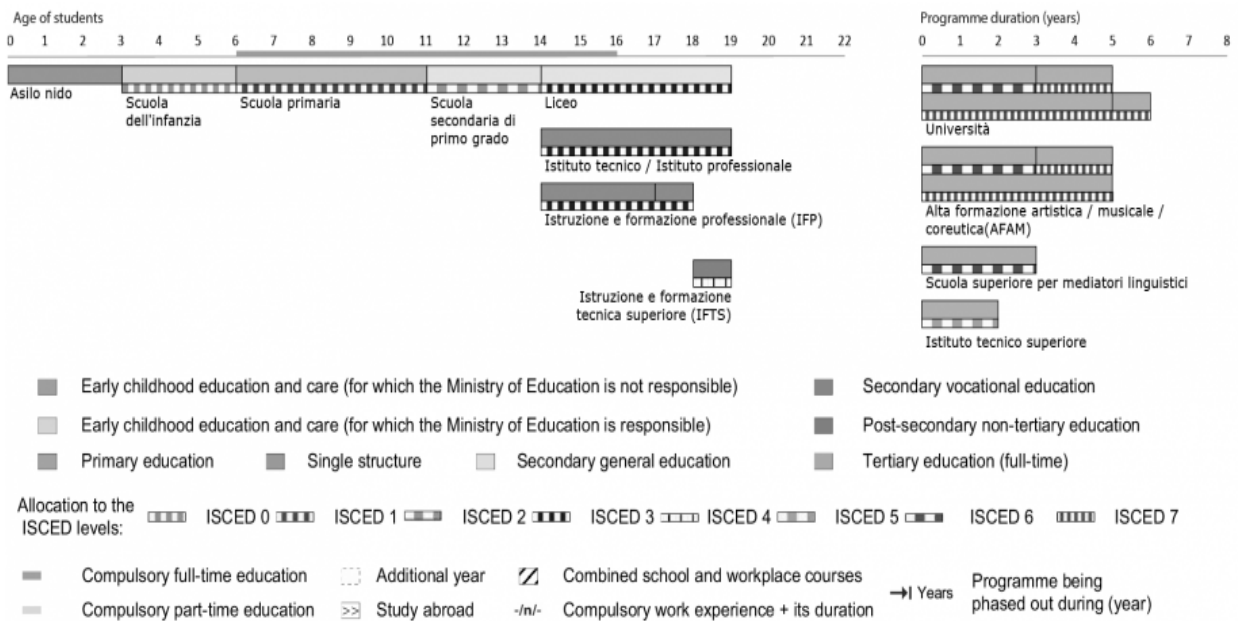 Age of students
Programme duration (years)
0 1 2 3 4 5 6 7 8 9 10 11 12 13 14 15 16 17 18 19 20 21 22
0 1 2 3 4 5 6 7 8
Asilo nido
Scuola
dell'infanzia
Scuola primaria
Scuola
secondaria di
primo grado
Liceo
Istituto tecnico / Istituto professionale
Istruzione e formazione professionale (IFP)
Istruzione e formazione
tecnica superiore (IFTS)
Università
Alta formazione artistica / musicale /
coreutica(AFAM)
Scuola superiore per mediatori linguistici
Istituto tecnico superiore
Early childhood education and care (for which the Ministry of Education is not responsible)
Secondary vocational education
Early childhood education and care (for which the Ministry of Education is responsible)
Post-secondary non-tertiary education
Primary education
Single structure
Secondary general education
Tertiary education (full-time)
Allocation to the
ISCED levels:
ISCED 0
ISCED 1
ISCED 2
ISCED 3
ISCED 4
ISCED 5
ISCED 6
ISCED 7
Compulsory full-time education
Additional year
Combined school and workplace courses
Years
Programme being
phased out during (year)
Compulsory part-time education
>> Study abroad
-/n/- Compulsory work experience + its duration